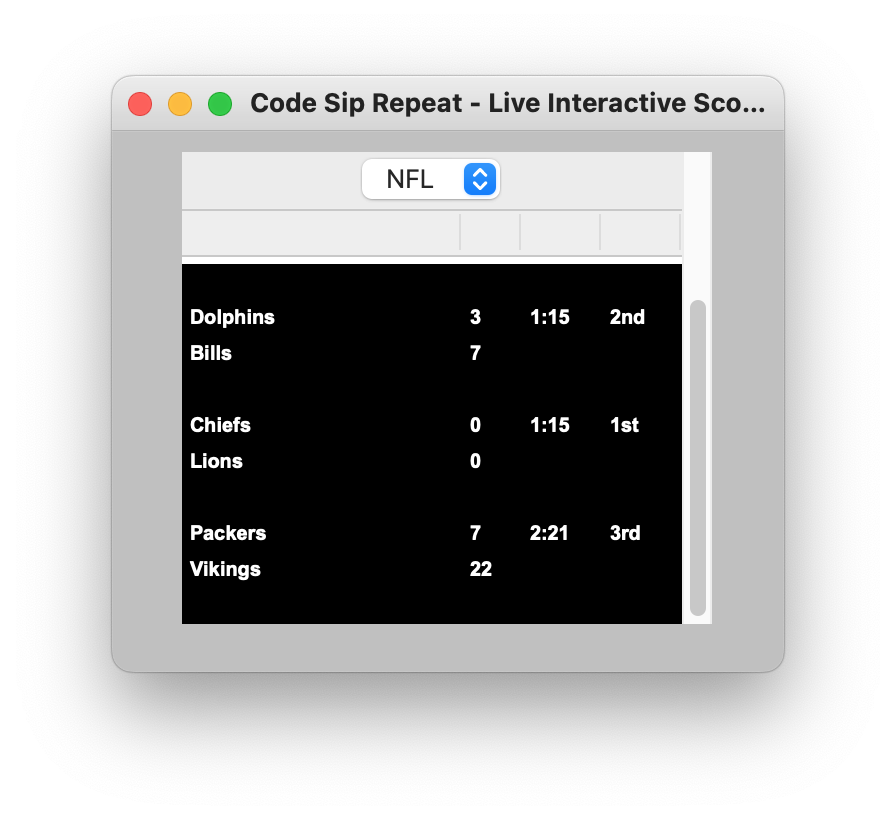 Code Sip Repeat - Live Interactive Sco...
NFL
Dolphins 3 1:15 2nd
Bills 7
Chiefs 0 1:15 1st
Lions 0
Packers 7 2:21 3rd
Vikings 22